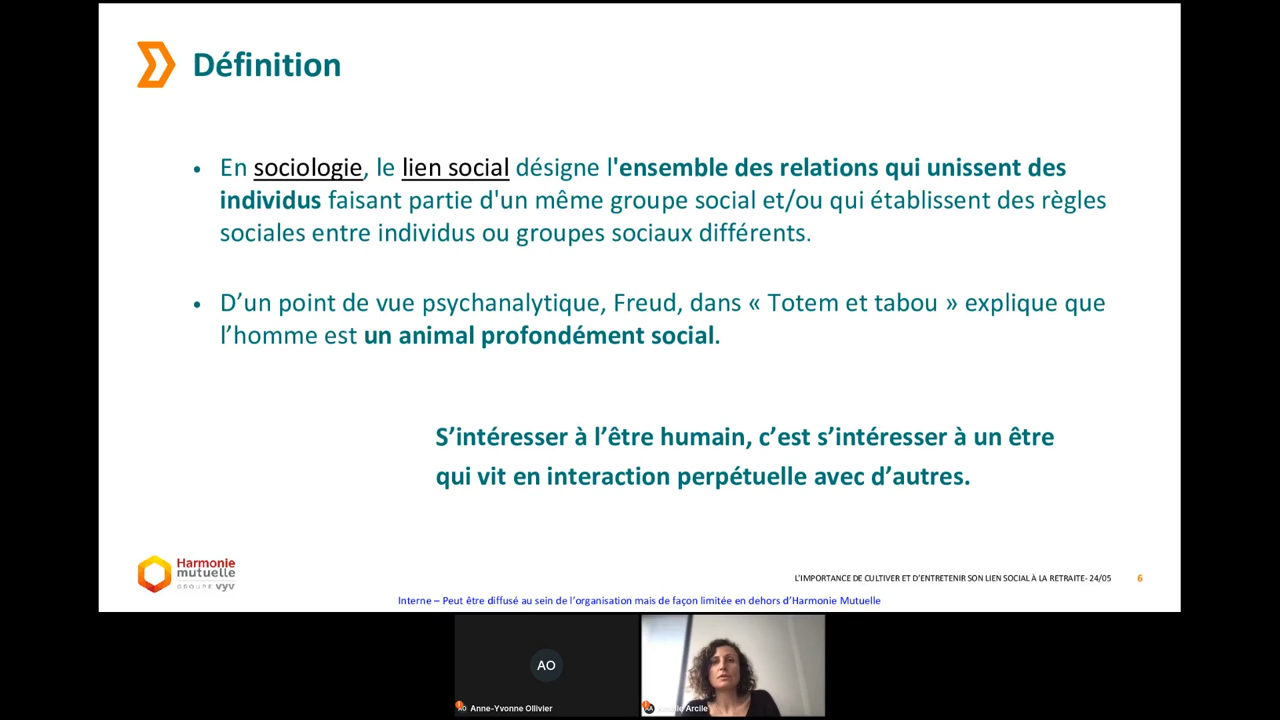 Définition
• En sociologie, le lien social désigne l'ensemble des relations qui unissent des
individus faisant partie d'un même groupe social et/ou qui établissent des règles
sociales entre individus ou groupes sociaux différents.
• D’un point de vue psychanalytique, Freud, dans « Totem et tabou » explique que
l’homme est un animal profondément social.
S’intéresser à l’être humain, c’est s’intéresser à un être
qui vit en interaction perpétuelle avec d’autres.
Harmonie
mutuelle
GROUPE vyv
L’IMPORTANCE DE CULTIVER ET D’ENTRETENIR SON LIEN SOCIAL À LA RETRAITE- 24/05 6
Interne – Peut être diffusé au sein de l’organisation mais de façon limitée en dehors d’Harmonie Mutuelle
AO
AO Anne-Yvonne Ollivier
Arcile